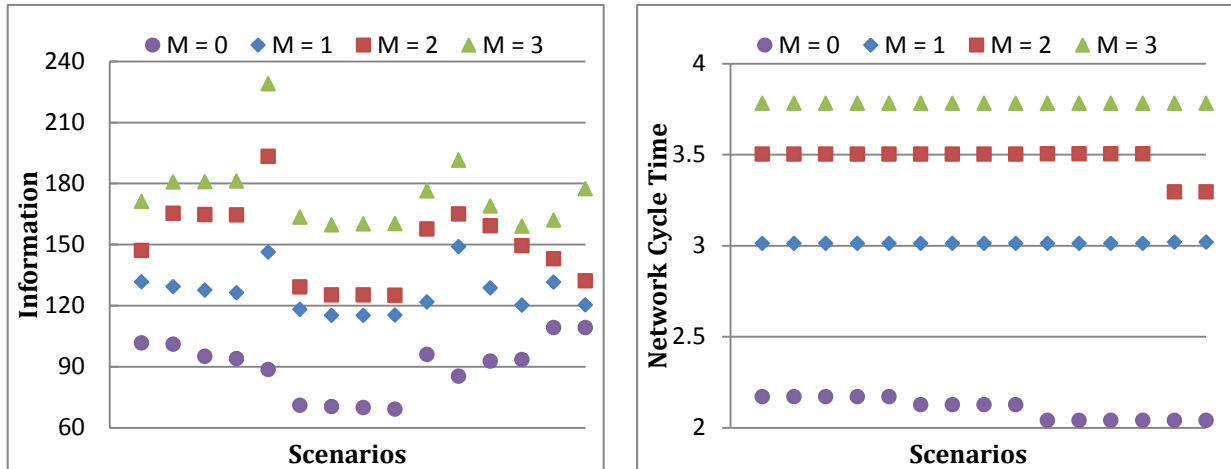 M = 0 M = 1 M = 2 M = 3
240
210
180
150
120
90
60
Information
Scenarios
M = 0 M = 1 M = 2 M = 3
4
3.5
3
2.5
2
Network Cycle Time
Scenarios